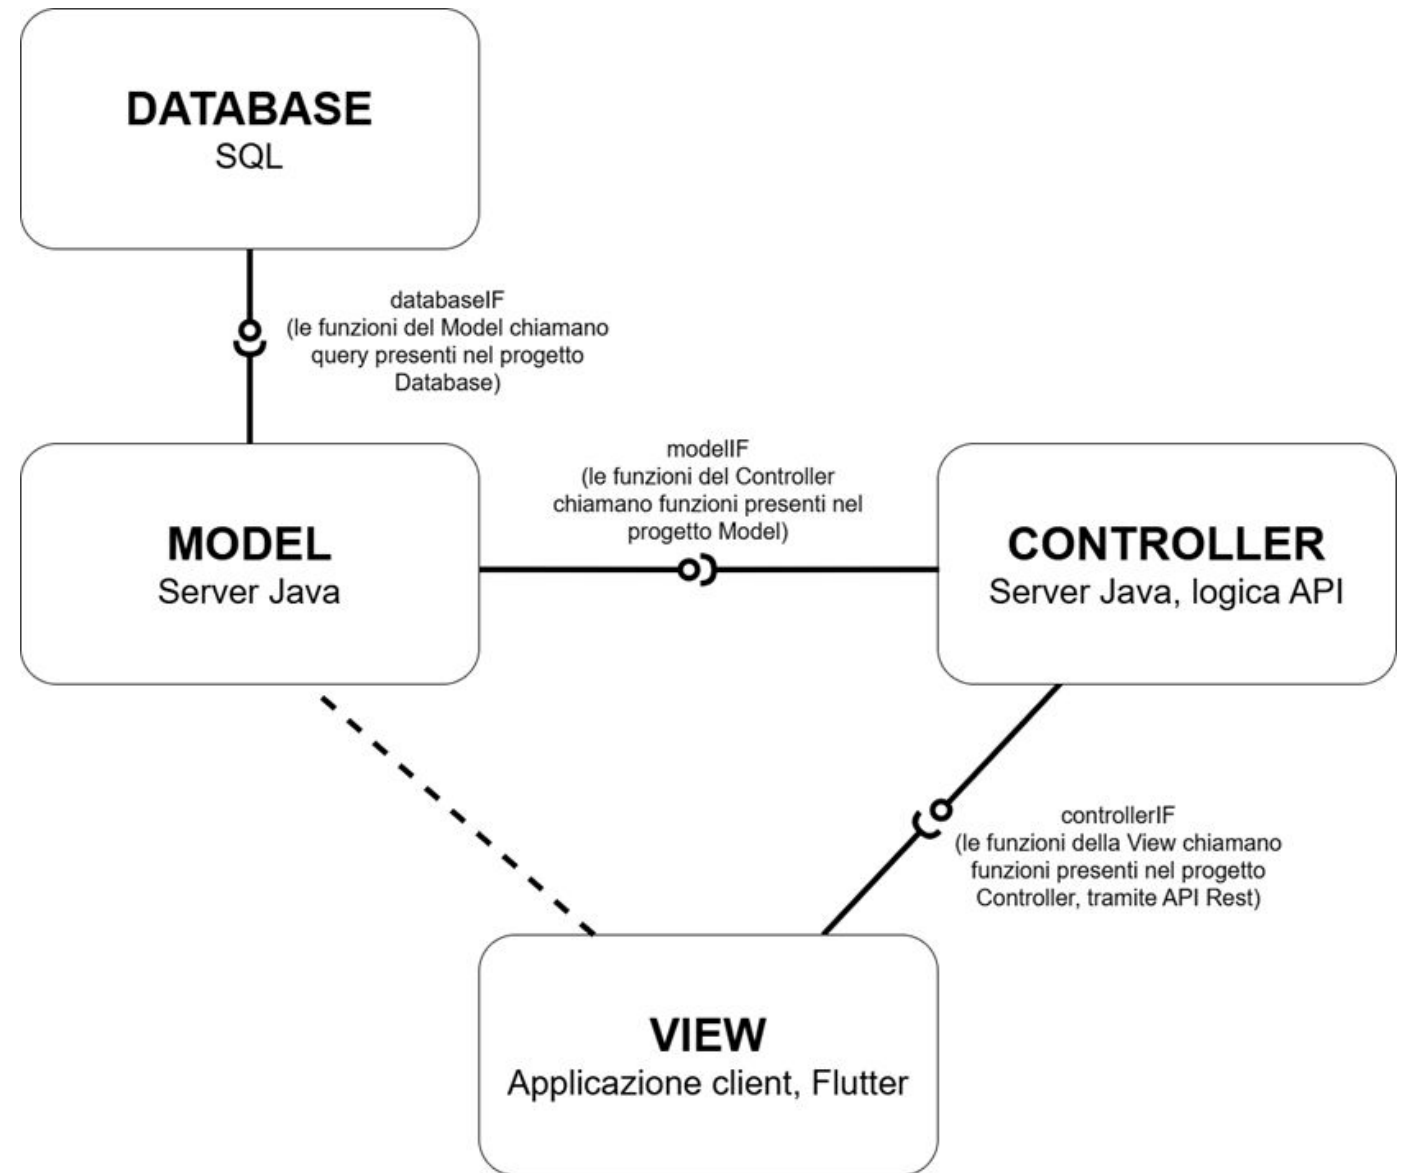 DATABASE
SQL
databaseIF
(le funzioni del Model chiamano
query presenti nel progetto
Database)
modelIF
(le funzioni del Controller
chiamano funzioni presenti nel
progetto Model)
MODEL
Server Java
CONTROLLER
Server Java, logica API
controllerIF
(le funzioni della View chiamano
funzioni presenti nel progetto
Controller, tramite API Rest)
VIEW
Applicazione client, Flutter